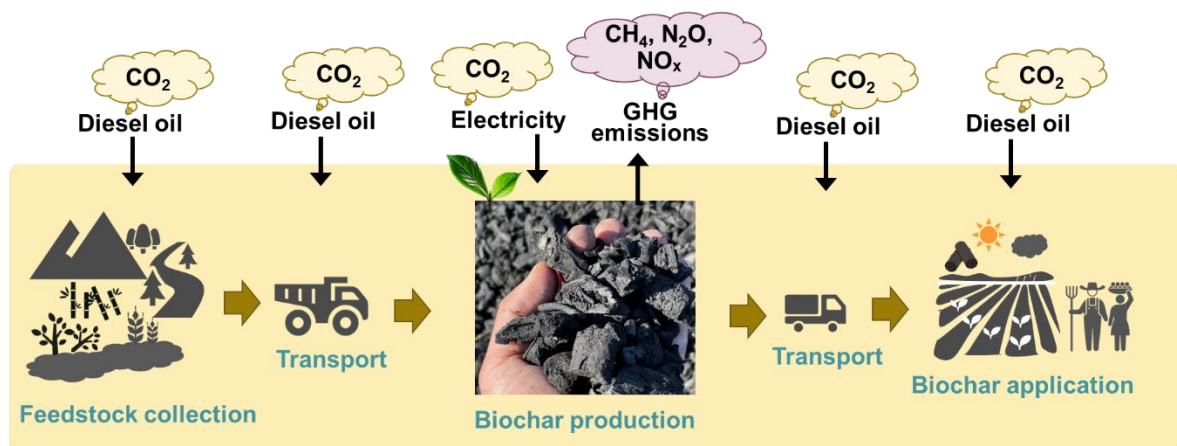 CO₂
Diesel oil
CO₂
Diesel oil
CO₂
Electricity
CH₄, N₂O,
NOₓ
GHG
emissions
CO₂
Diesel oil
CO₂
Diesel oil
Feedstock collection
Transport
Biochar production
Transport
Biochar application